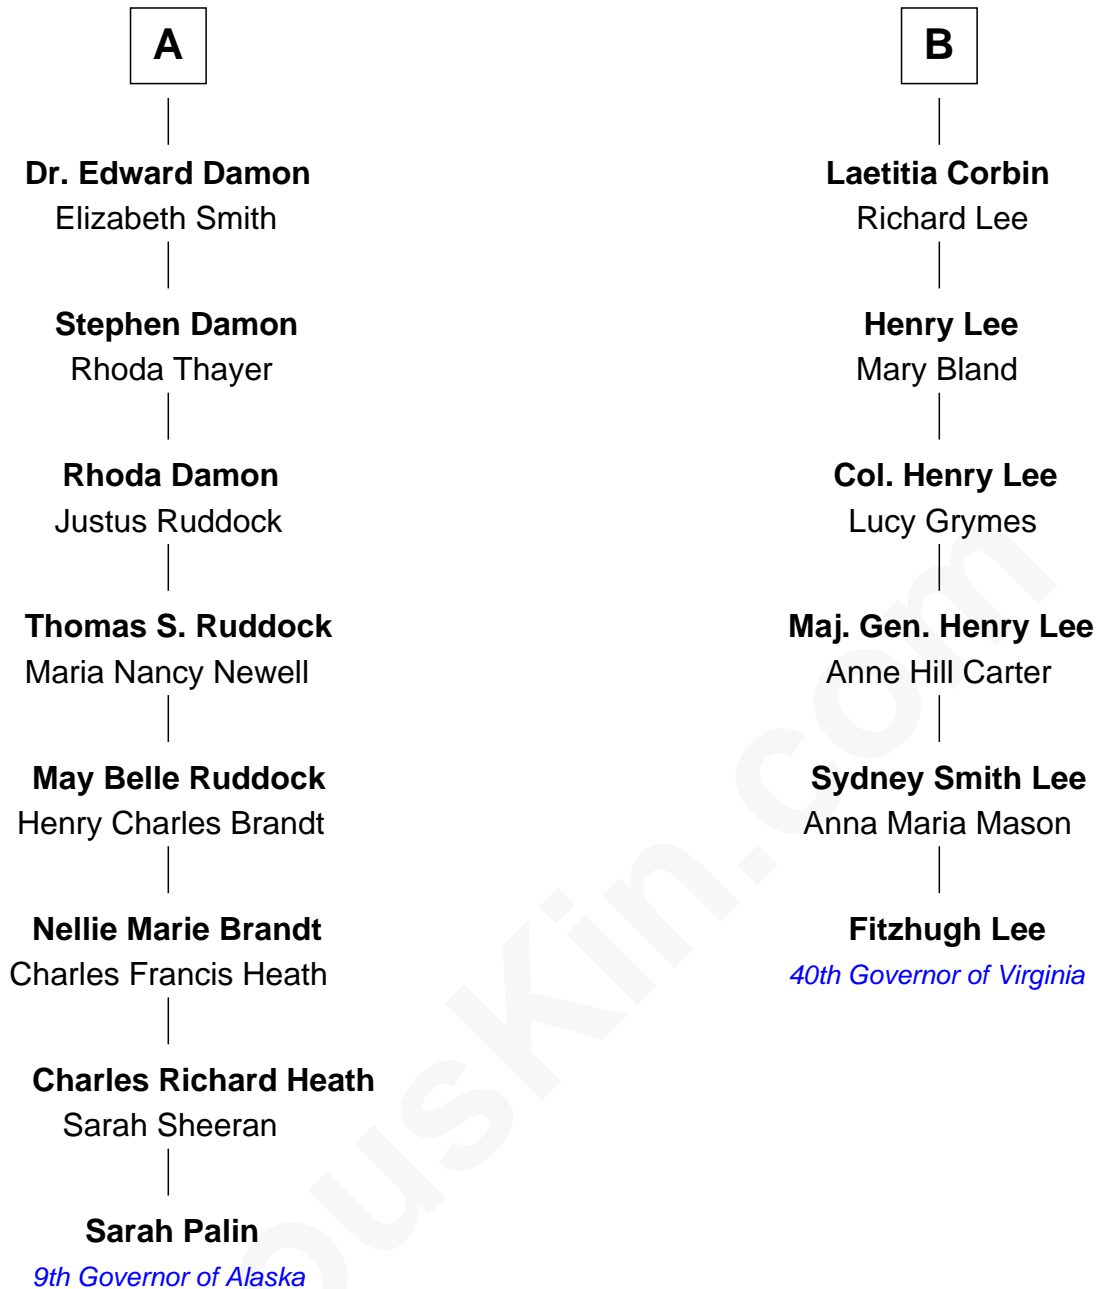 A
Dr. Edward Damon
Elizabeth Smith
Stephen Damon
Rhoda Thayer
Rhoda Damon
Justus Ruddock
Thomas S. Ruddock
Maria Nancy Newell
May Belle Ruddock
Henry Charles Brandt
Nellie Marie Brandt
Charles Francis Heath
Charles Richard Heath
Sarah Sheeran
Sarah Palin
9th Governor of Alaska
B
Laetitia Corbin
Richard Lee
Henry Lee
Mary Bland
Col. Henry Lee
Lucy Grymes
Maj. Gen. Henry Lee
Anne Hill Carter
Sydney Smith Lee
Anna Maria Mason
Fitzhugh Lee
40th Governor of Virginia
ousKin.com